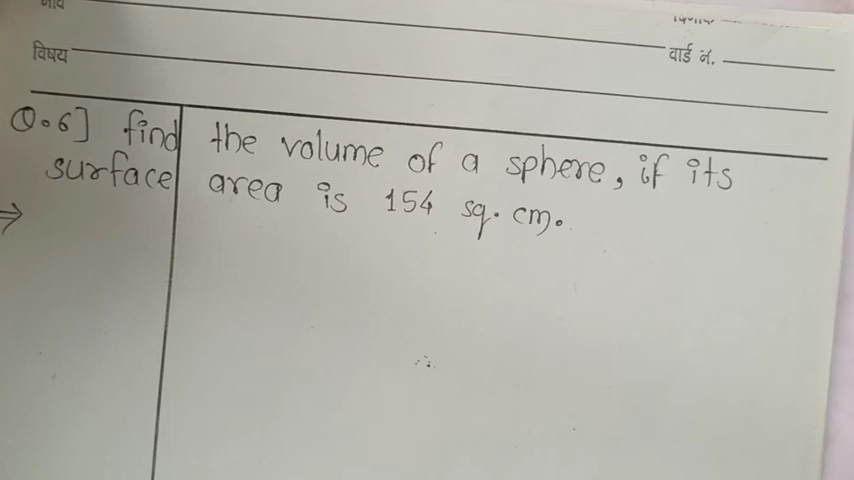 विषय
वार्ड नं.
Q.6] find the volume of a sphere, if its
surface area is 154 sq. cm.
⇒